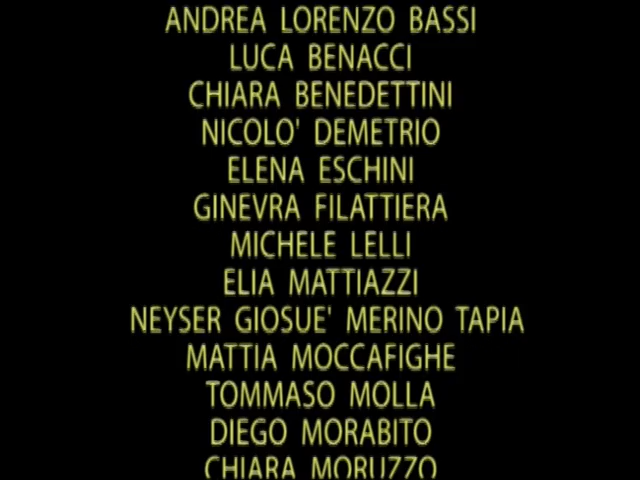 ANDREA LORENZO BASSI
LUCA BENACCI
CHIARA BENEDETTINI
NICOLO' DEMETRIO
ELENA ESCHINI
GINEVRA FILATTIERA
MICHELE LELLI
ELIA MATTIAZZI
NEYSER GIOSUE' MERINO TAPIA
MATTIA MOCCAFIGHE
TOMMASO MOLLA
DIEGO MORABITO
CHIARA MORUZZO